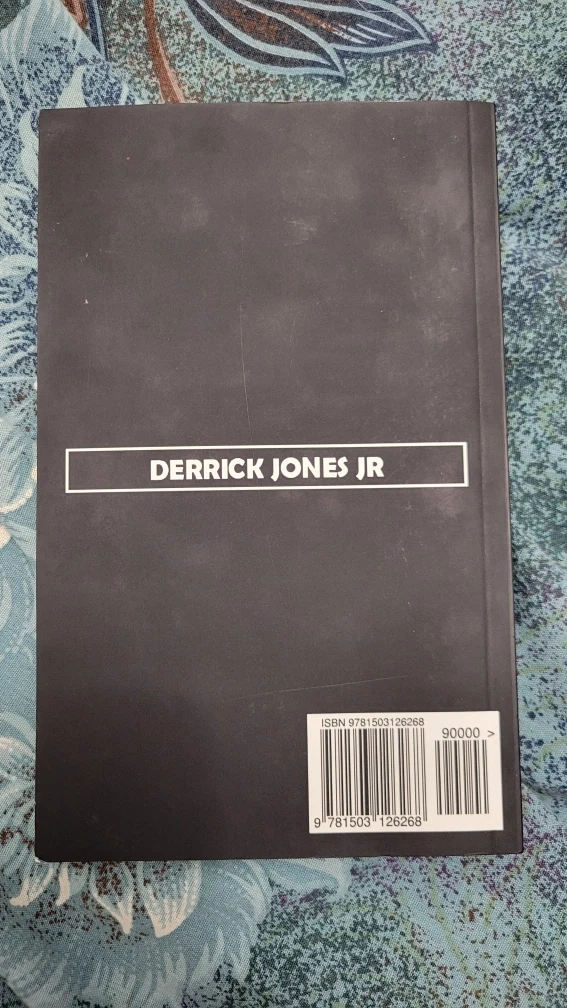 DERRICK JONES JR
ISBN 9781503126268
90000 >
9 781503 126268